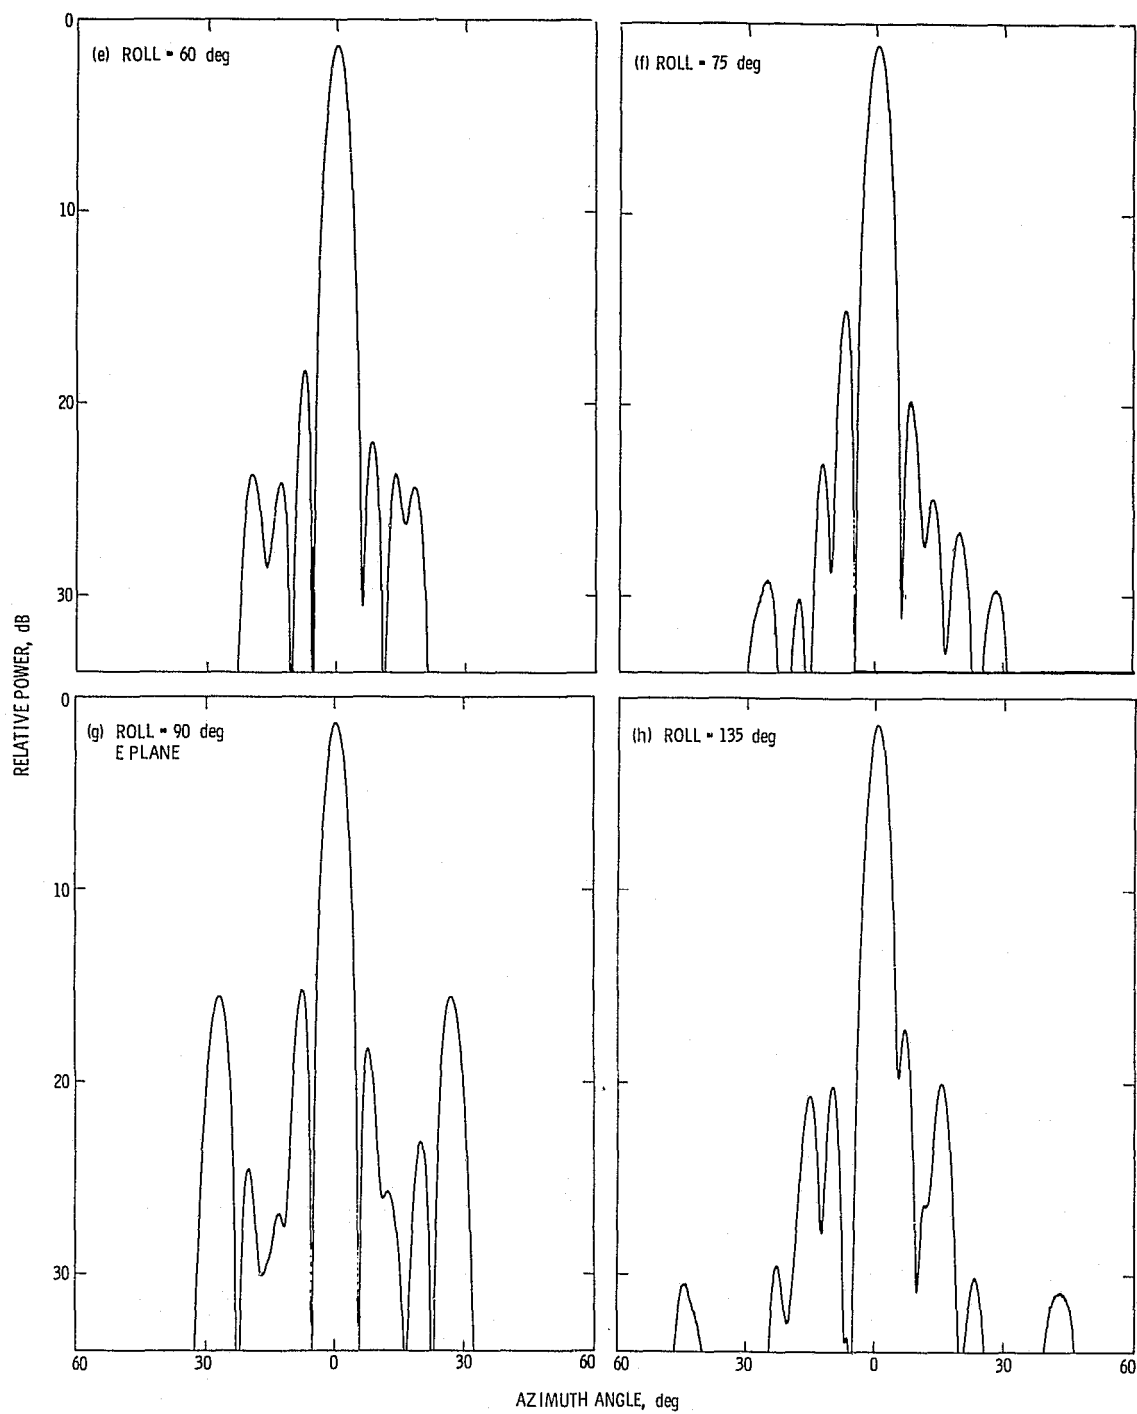 0
(e) ROLL = 60 deg
(f) ROLL = 75 deg
10
20
30
RELATIVE POWER, dB
0
(g) ROLL = 90 deg
E PLANE
(h) ROLL = 135 deg
10
20
30
60 30 0 30 60
60 30 0 30 60
AZIMUTH ANGLE, deg